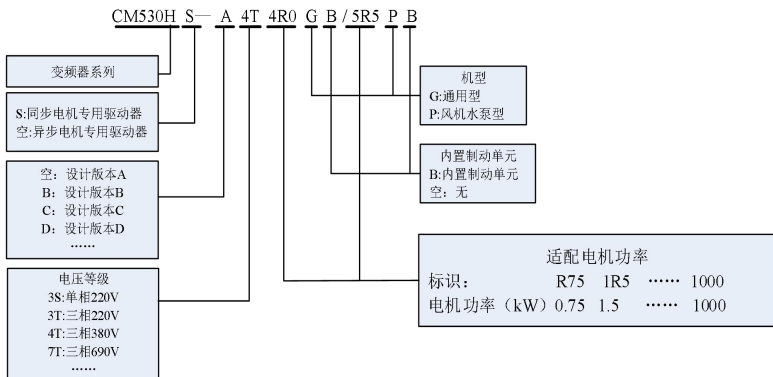 CM530H S— A 4T 4R0 G B / 5R5 P B
变频器系列
S:同步电机专用驱动器
空:异步电机专用驱动器
空：设计版本A
B：设计版本B
C：设计版本C
D：设计版本D
……
电压等级
3S:单相220V
3T:三相220V
4T:三相380V
7T:三相690V
……
机型
G:通用型
P:风机水泵型
内置制动单元
B:内置制动单元
空：无
适配电机功率
标识： R75 1R5 …… 1000
电机功率（kW）0.75 1.5 …… 1000